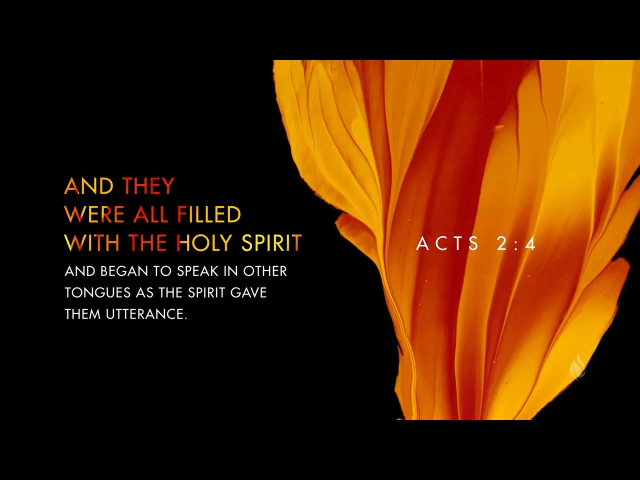 AND THEY
WERE ALL FILLED
WITH THE HOLY SPIRIT
AND BEGAN TO SPEAK IN OTHER
TONGUES AS THE SPIRIT GAVE
THEM UTTERANCE.
ACTS 2:4